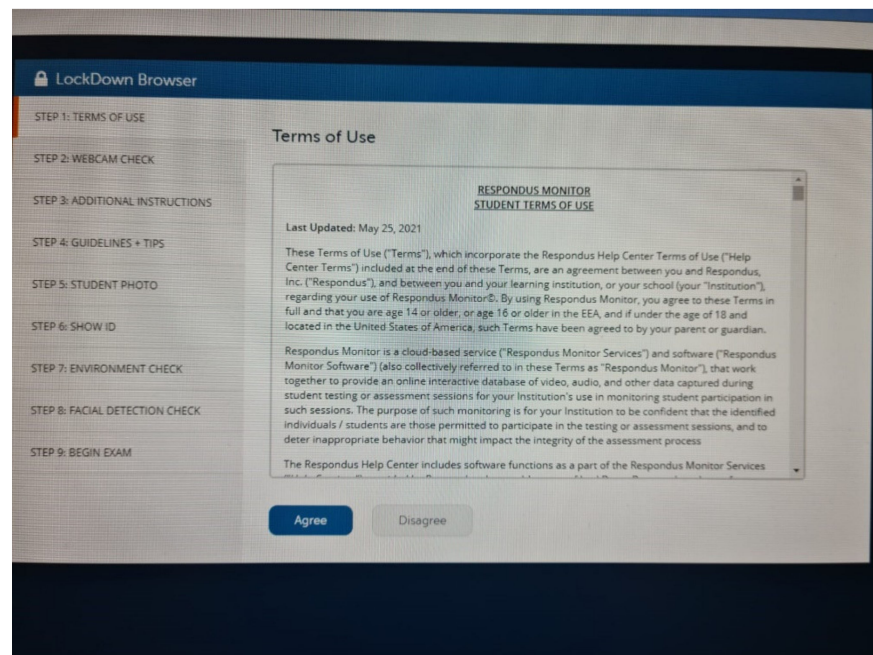 LockDown Browser
STEP 1: TERMS OF USE
STEP 2: WEBCAM CHECK
STEP 3: ADDITIONAL INSTRUCTIONS
STEP 4: GUIDELINES + TIPS
STEP 5: STUDENT PHOTO
STEP 6: SHOW ID
STEP 7: ENVIRONMENT CHECK
STEP 8: FACIAL DETECTION CHECK
STEP 9: BEGIN EXAM
Terms of Use
RESPONDUS MONITOR
STUDENT TERMS OF USE
Last Updated: May 25, 2021
These Terms of Use ("Terms"), which incorporate the Respondus Help Center Terms of Use ("Help
Center Terms") included at the end of these Terms, are an agreement between you and Respondus,
Inc. ("Respondus"), and between you and your learning institution, or your school (your "Institution"),
regarding your use of Respondus Monitor©. By using Respondus Monitor, you agree to these Terms in
full and that you are age 14 or older, or age 16 or older in the EEA, and if under the age of 18 and
located in the United States of America, such Terms have been agreed to by your parent or guardian.
Respondus Monitor is a cloud-based service ("Respondus Monitor Services") and software ("Respondus
Monitor Software") (also collectively referred to in these Terms as "Respondus Monitor"), that work
together to provide an online interactive database of video, audio, and other data captured during
student testing or assessment sessions for your Institution's use in monitoring student participation in
such sessions. The purpose of such monitoring is for your Institution to be confident that the identified
individuals / students are those permitted to participate in the testing or assessment sessions, and to
deter inappropriate behavior that might impact the integrity of the assessment process
The Respondus Help Center includes software functions as a part of the Respondus Monitor Services
Agree
Disagree